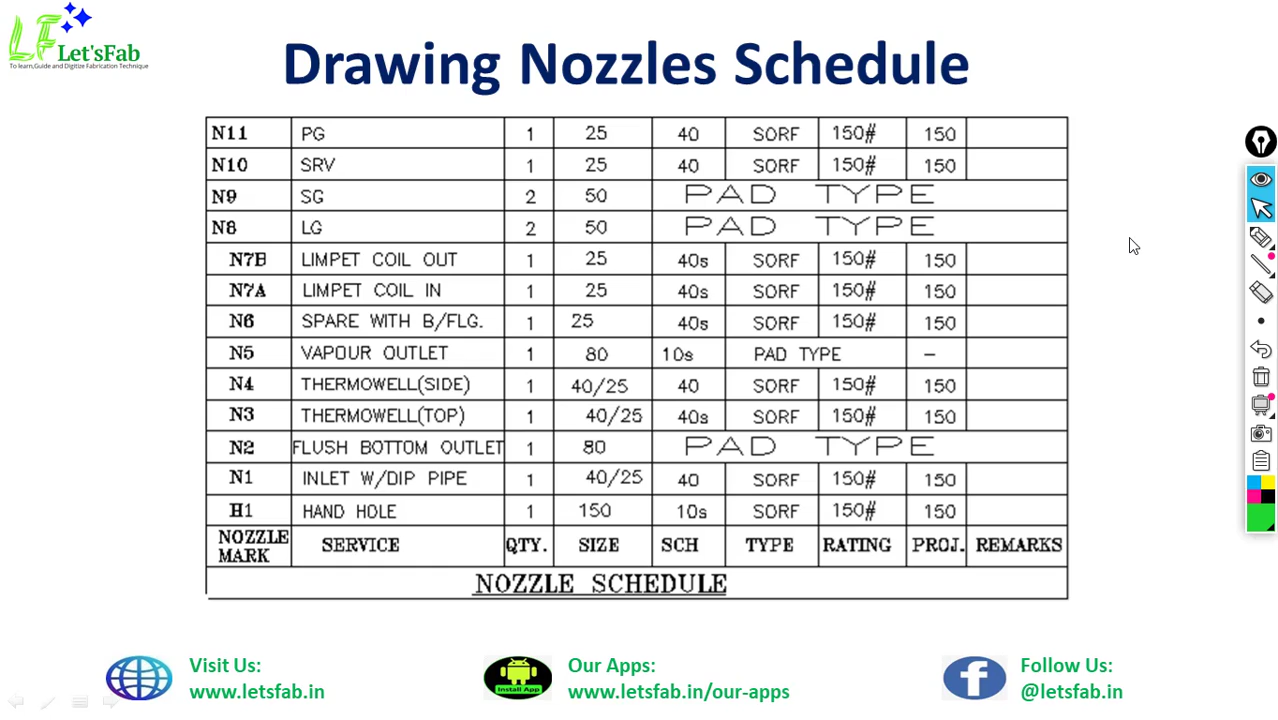 LF
Let'sFab
To learn,Guide and Digitize Fabrication Technique
Drawing Nozzles Schedule
N11 PG 1 25 40 SORF 150# 150
N10 SRV 1 25 40 SORF 150# 150
N9 SG 2 50 PAD TYPE
N8 LG 2 50 PAD TYPE
N7B LIMPET COIL OUT 1 25 40s SORF 150# 150
N7A LIMPET COIL IN 1 25 40s SORF 150# 150
N6 SPARE WITH B/FLG. 1 25 40s SORF 150# 150
N5 VAPOUR OUTLET 1 80 10s PAD TYPE –
N4 THERMOWELL(SIDE) 1 40/25 40 SORF 150# 150
N3 THERMOWELL(TOP) 1 40/25 40s SORF 150# 150
N2 FLUSH BOTTOM OUTLET 1 80 PAD TYPE
N1 INLET W/DIP PIPE 1 40/25 40 SORF 150# 150
H1 HAND HOLE 1 150 10s SORF 150# 150
NOZZLE MARK SERVICE QTY. SIZE SCH TYPE RATING PROJ. REMARKS
NOZZLE SCHEDULE
Visit Us:
www.letsfab.in
Install App
Our Apps:
www.letsfab.in/our-apps
Follow Us:
@letsfab.in